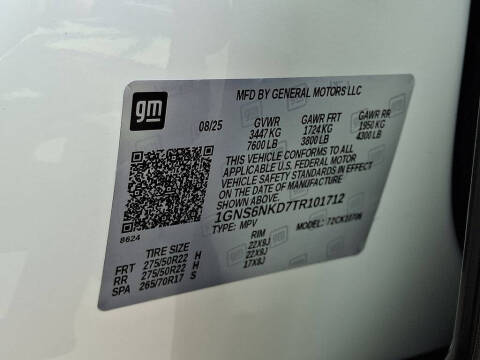 gm
MFD BY GENERAL MOTORS LLC
08/25 GVWR GAWR FRT GAWR RR
3447 KG 1724 KG 1950 KG
7600 LB 3800 LB 4300 LB
THIS VEHICLE CONFORMS TO ALL
APPLICABLE U.S. FEDERAL MOTOR
VEHICLE SAFETY STANDARDS IN EFFECT
ON THE DATE OF MANUFACTURE
SHOWN ABOVE.
1GNS6NKD7TR101712
TYPE: MPV MODEL: 72CK10706
8624
TIRE SIZE RIM
FRT 275/50R22 H 22X9J
RR 275/50R22 H 22X9J
SPA 265/70R17 S 17X8J